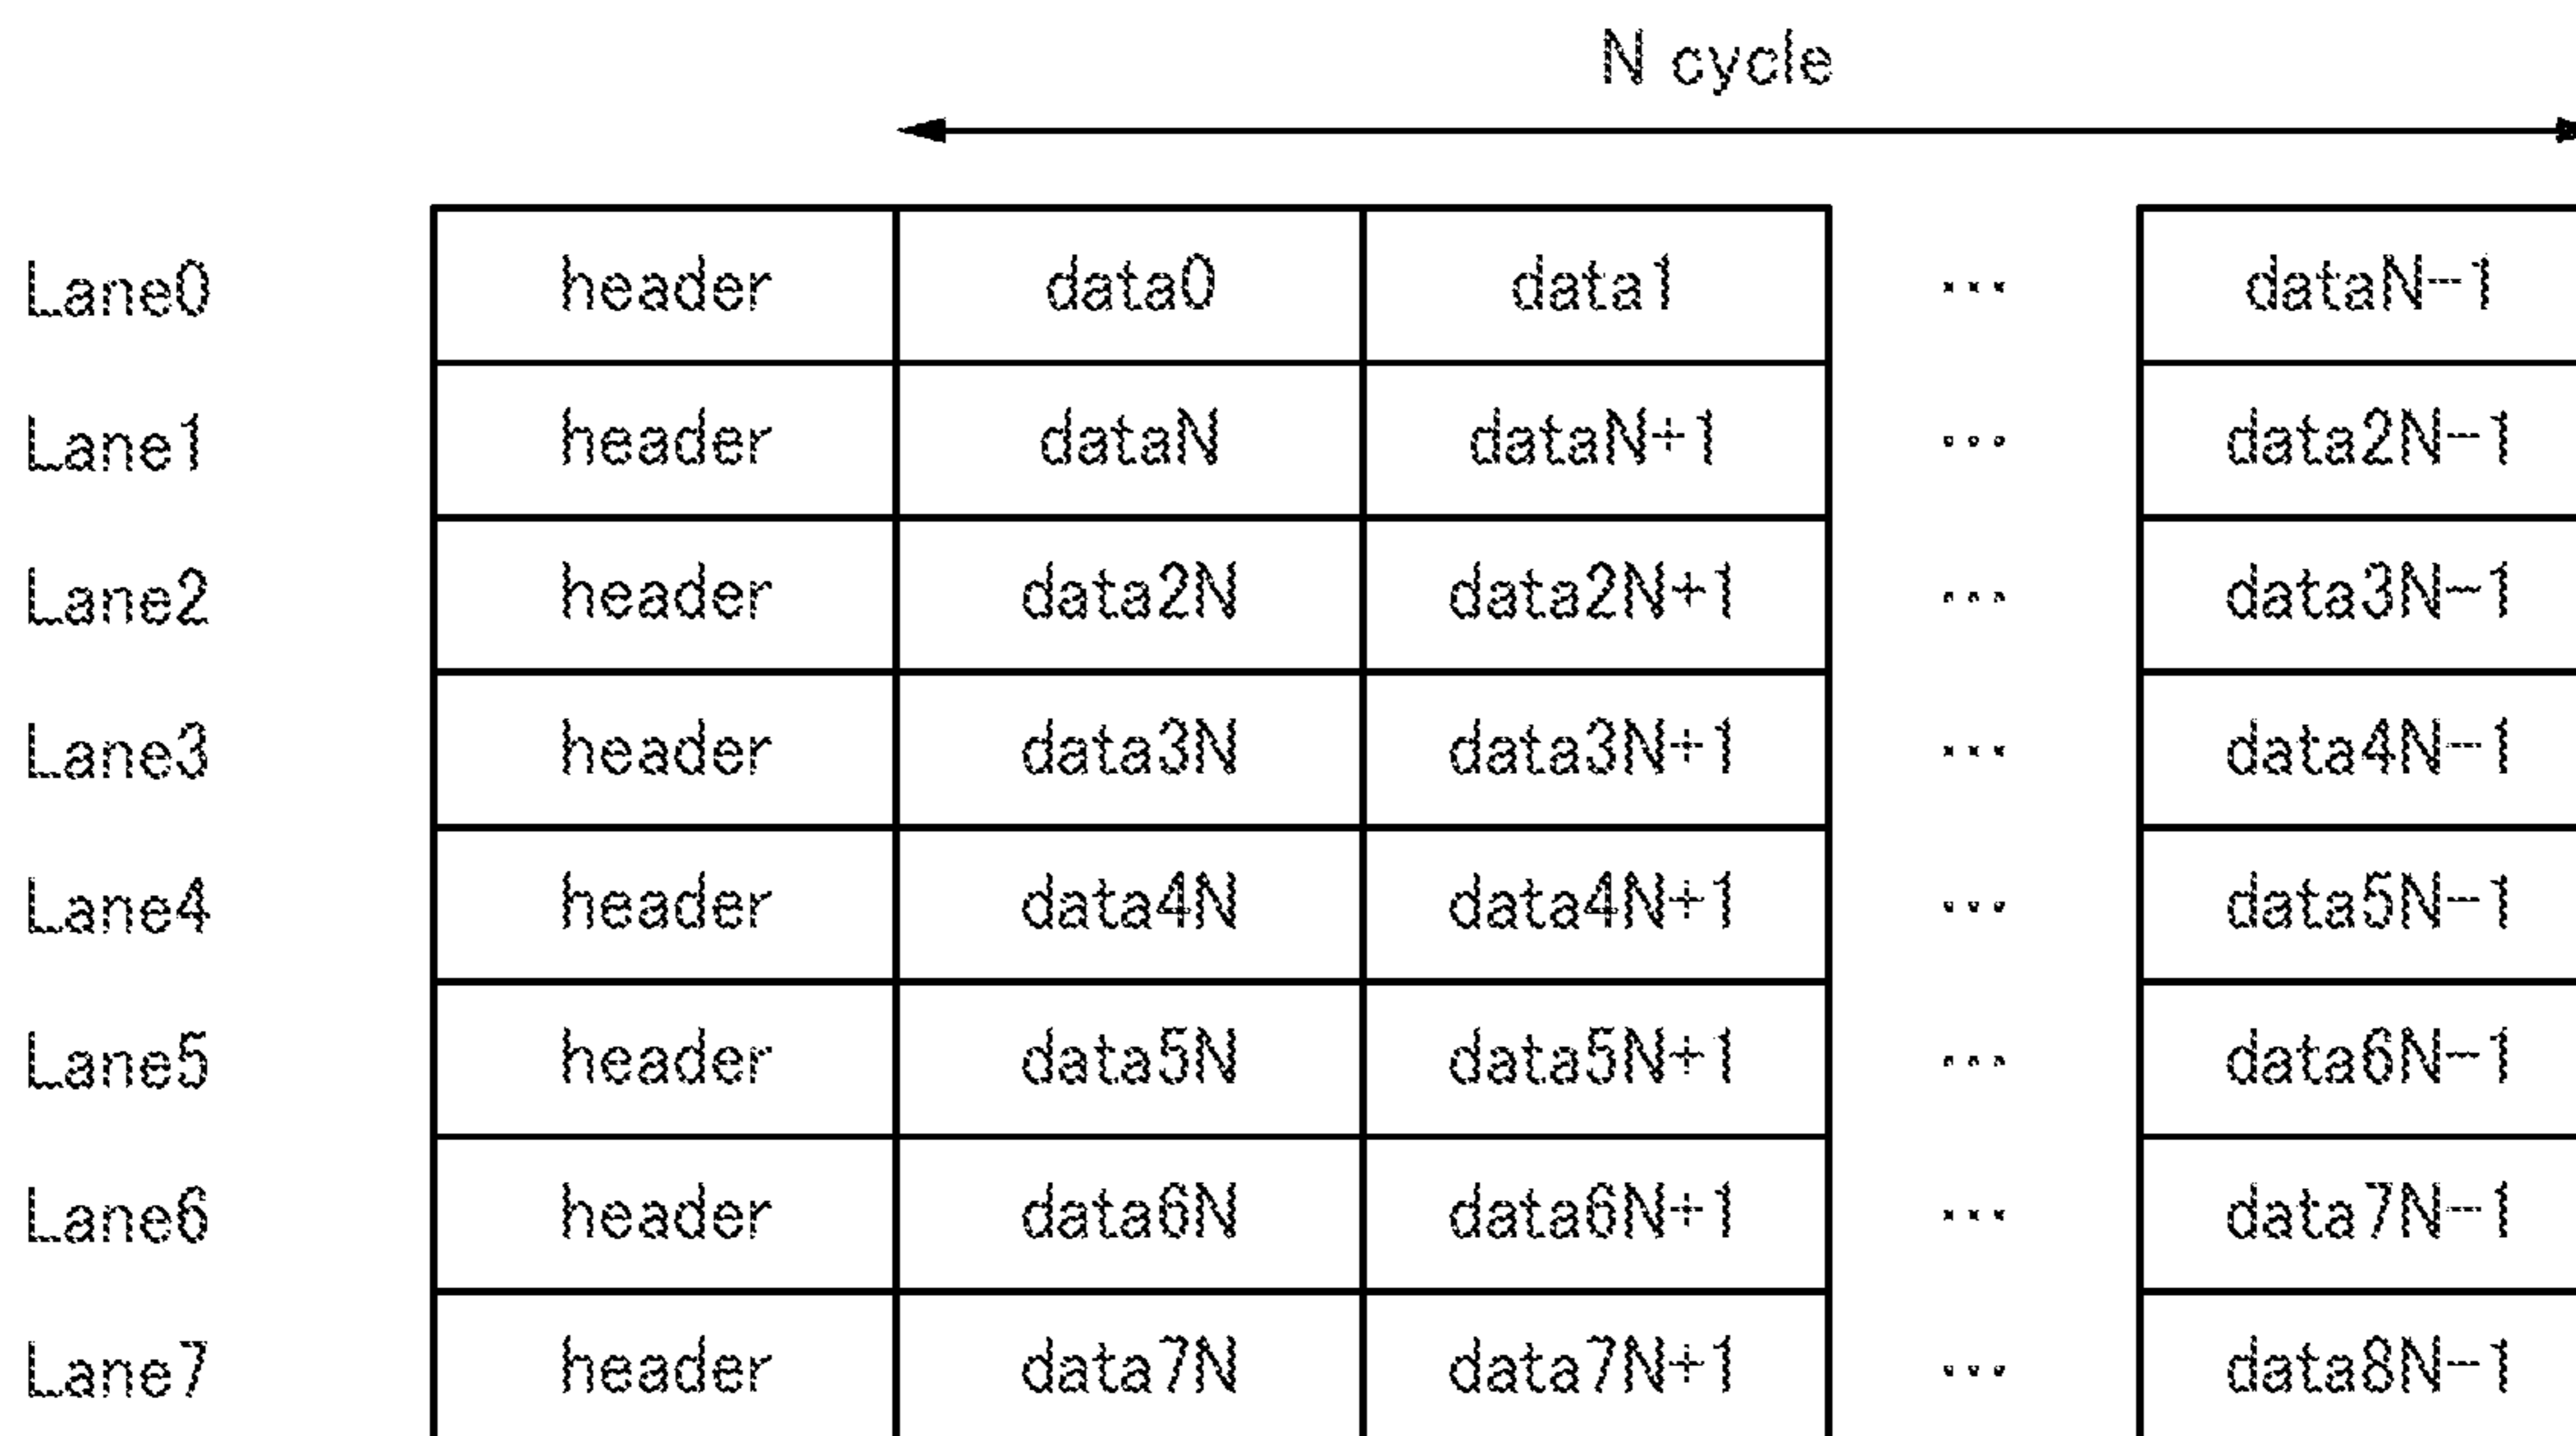 N cycle
Lane0 header data0 data1 ... dataN-1
Lane1 header dataN dataN+1 ... data2N-1
Lane2 header data2N data2N+1 ... data3N-1
Lane3 header data3N data3N+1 ... data4N-1
Lane4 header data4N data4N+1 ... data5N-1
Lane5 header data5N data5N+1 ... data6N-1
Lane6 header data6N data6N+1 ... data7N-1
Lane7 header data7N data7N+1 ... data8N-1